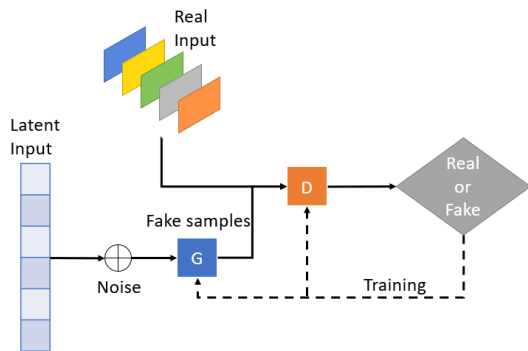 Real
Input
Latent
Input
D
Real
or
Fake
Fake samples
G
Noise
Training